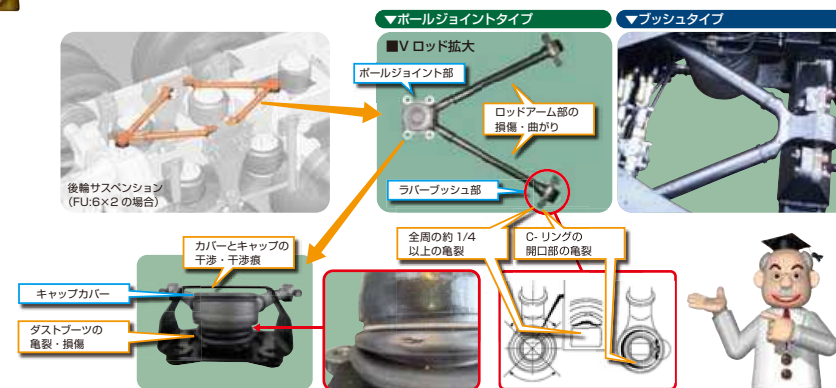 ▼ボールジョイントタイプ
▼ブッシュタイプ
■V ロッド拡大
ボールジョイント部
ロッドアーム部の
損傷・曲がり
後輪サスペンション
（FU:6×2 の場合）
ラバーブッシュ部
カバーとキャップの
干渉・干渉痕
全周の約 1/4
以上の亀裂
C- リングの
開口部の亀裂
キャップカバー
ダストブーツの
亀裂・損傷